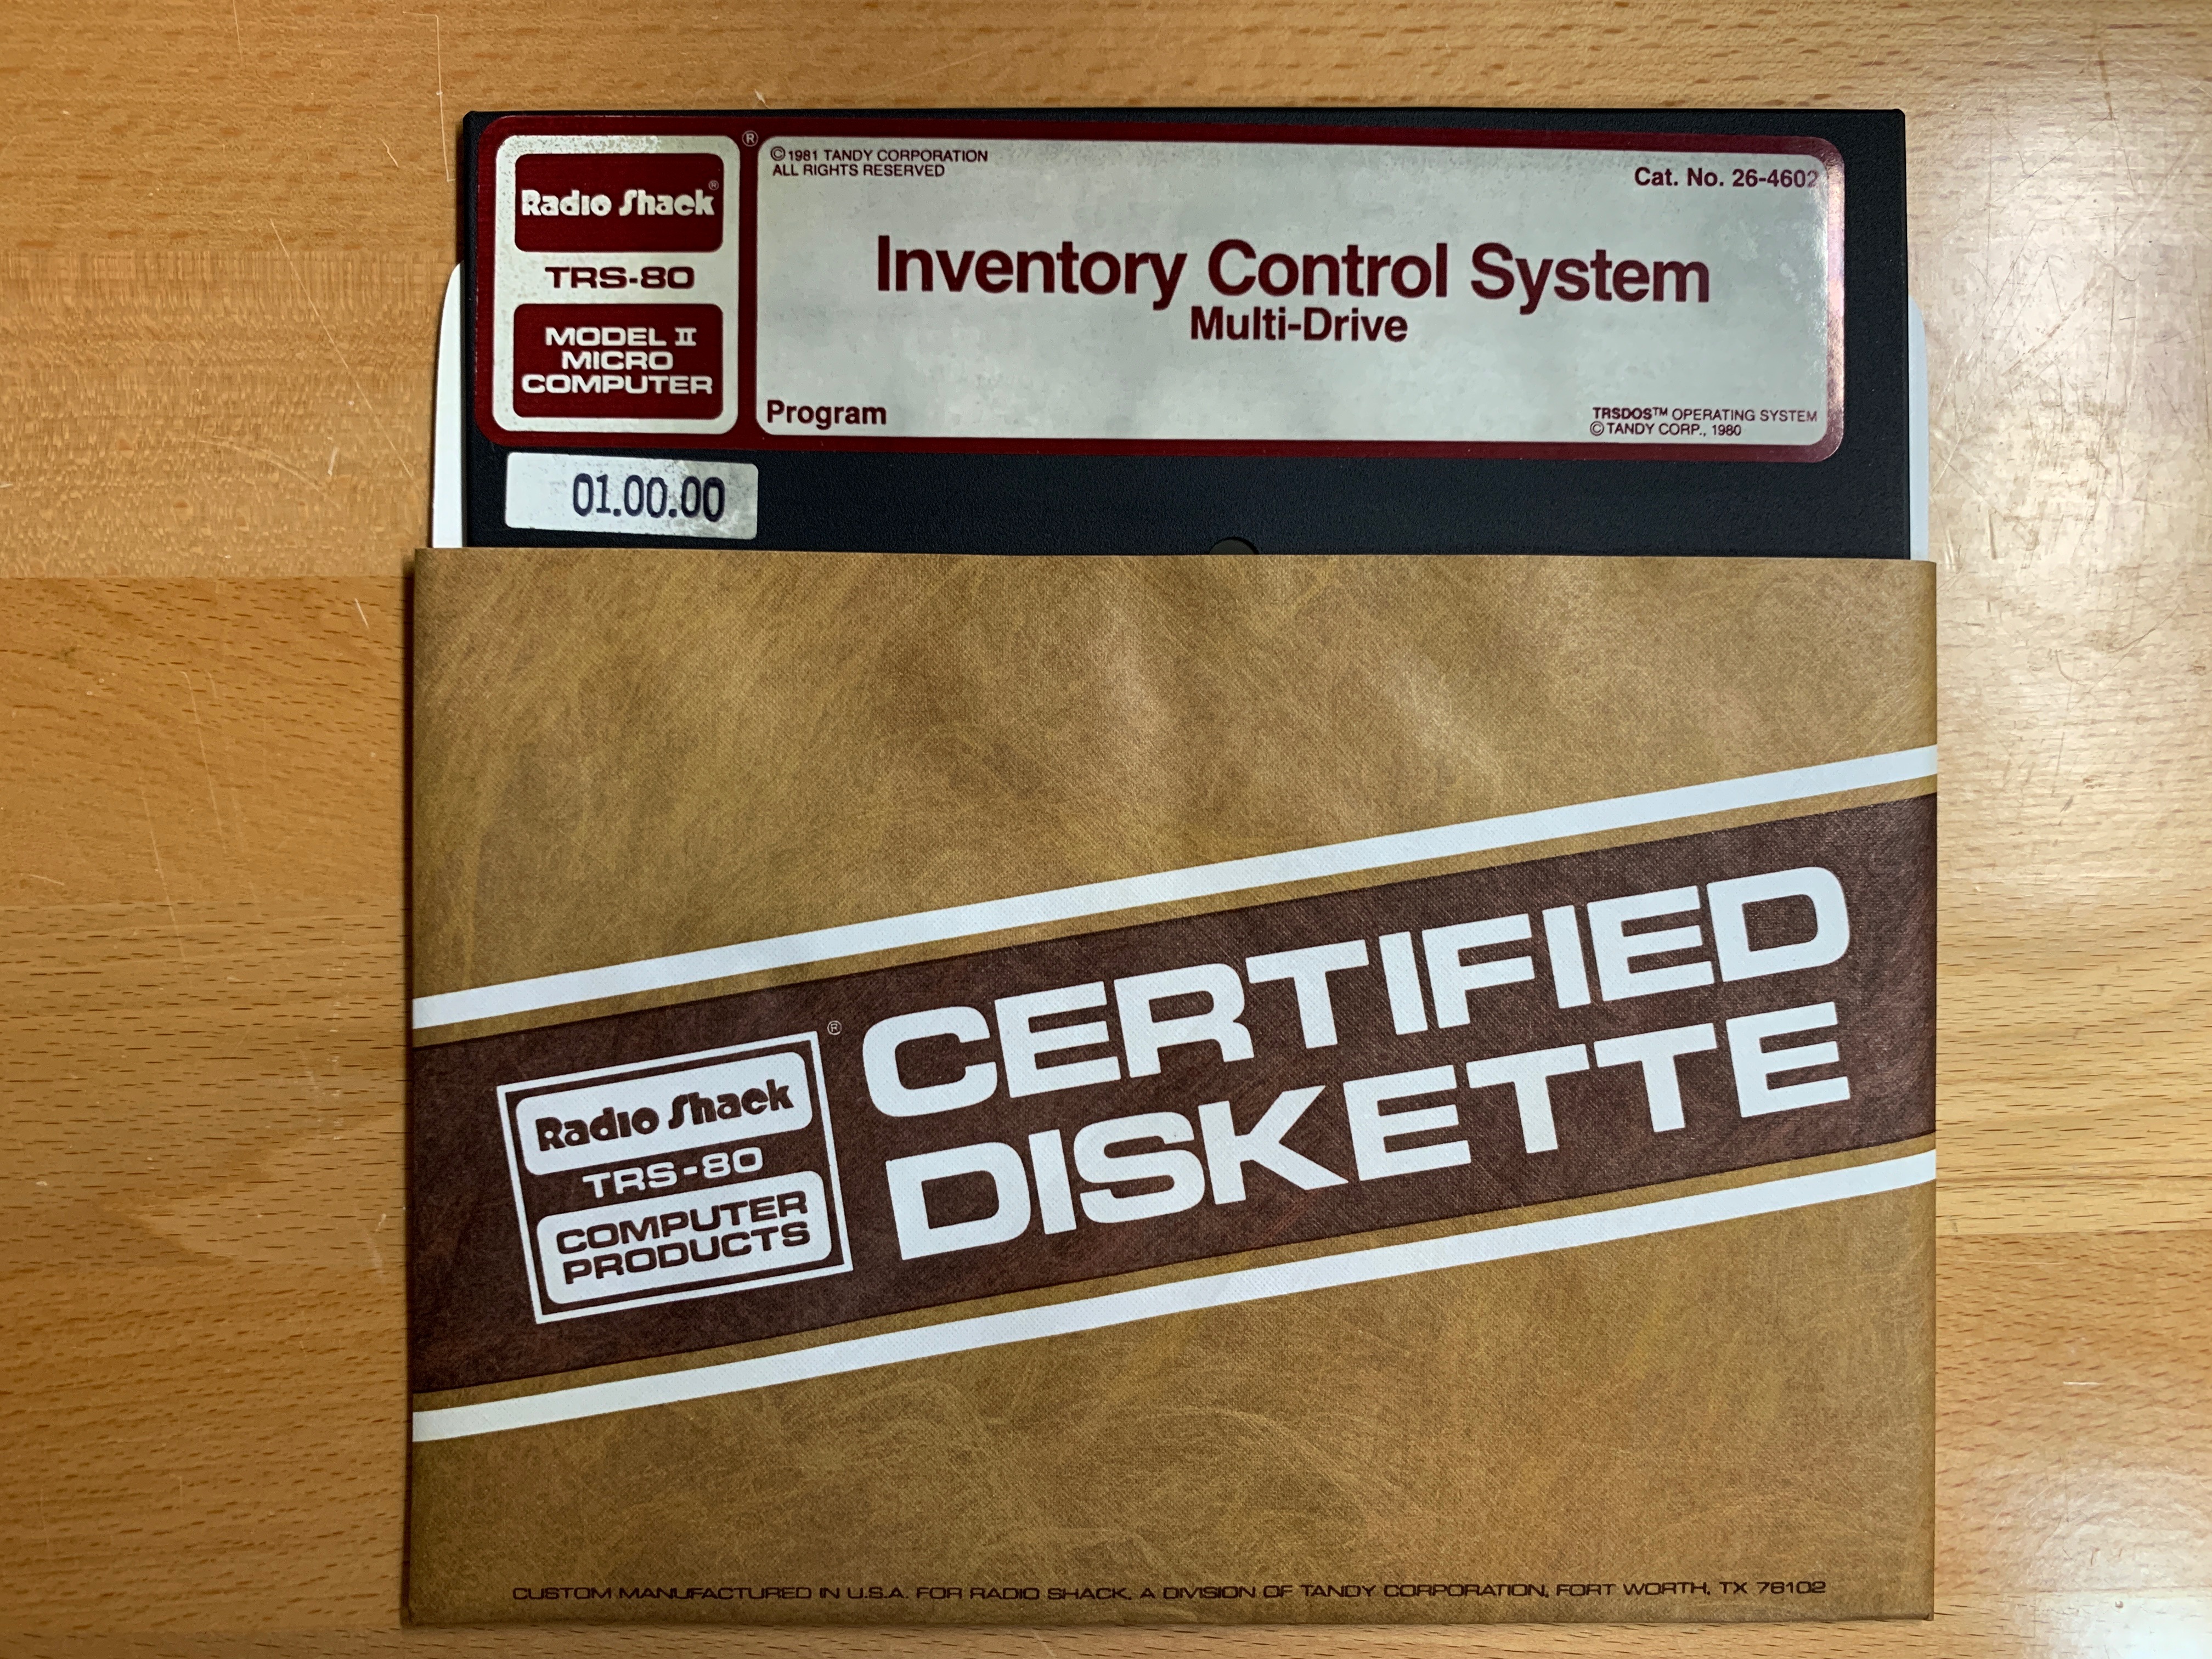 Radio Shack®
TRS-80
MODEL II
MICRO
COMPUTER
®
©1981 TANDY CORPORATION
ALL RIGHTS RESERVED
Cat. No. 26-4602
Inventory Control System
Multi-Drive
Program
TRSDOS™ OPERATING SYSTEM
©TANDY CORP., 1980
01.00.00
Radio Shack
TRS-80
COMPUTER
PRODUCTS
®
CERTIFIED
DISKETTE
CUSTOM MANUFACTURED IN U.S.A. FOR RADIO SHACK, A DIVISION OF TANDY CORPORATION, FORT WORTH, TX 76102